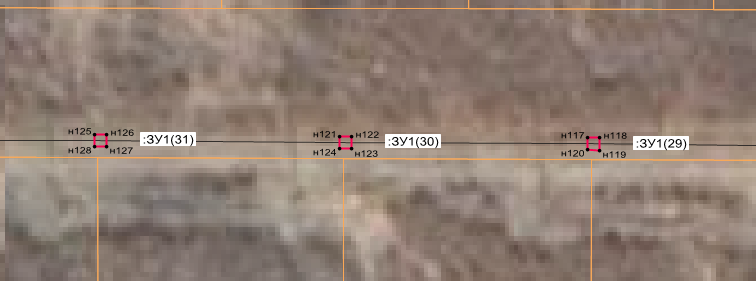 н125 н126 :ЗУ1(31) н128 н127
н121 н122 :ЗУ1(30) н124 н123
н117 н118 :ЗУ1(29) н120 н119